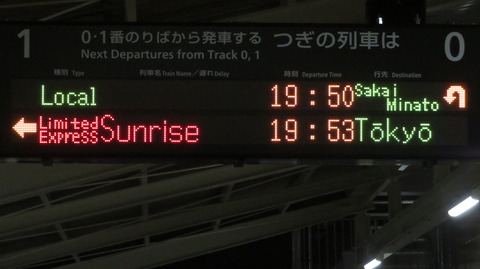 1 0・1番のりばから発車する つぎの列車は 0
Next Departures from Track 0, 1
種別 Type 列車名 Train Name／遅れ Delay 時刻 Departure Time 行先 Destination
Local 19:50 Sakai Minato
← Limited Express Sunrise 19:53 Tōkyō